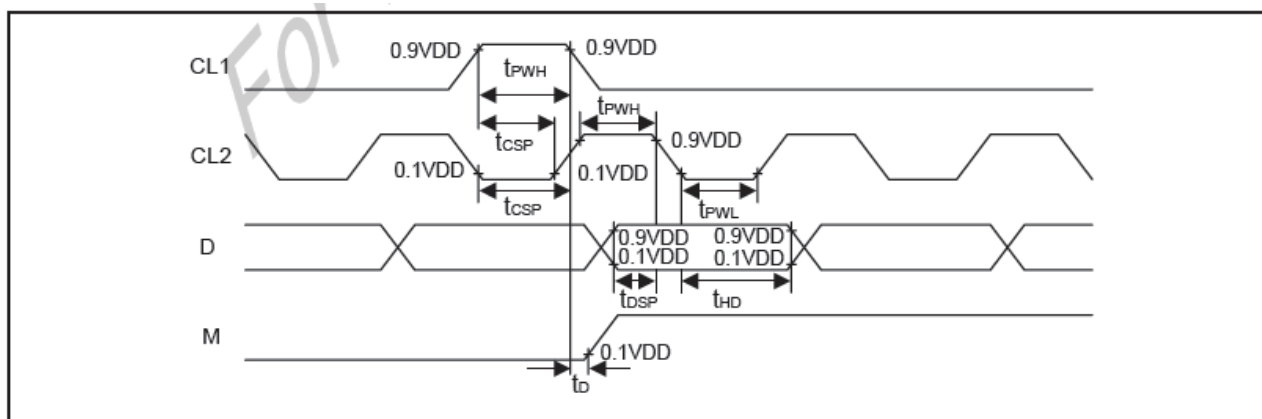 For
CL1
0.9VDD
0.9VDD
tPWH
tPWH
tCSP
CL2
0.9VDD
0.1VDD
0.1VDD
tCSP
tPWL
D
0.9VDD
0.9VDD
0.1VDD
0.1VDD
tDSP
tHD
M
0.1VDD
tD